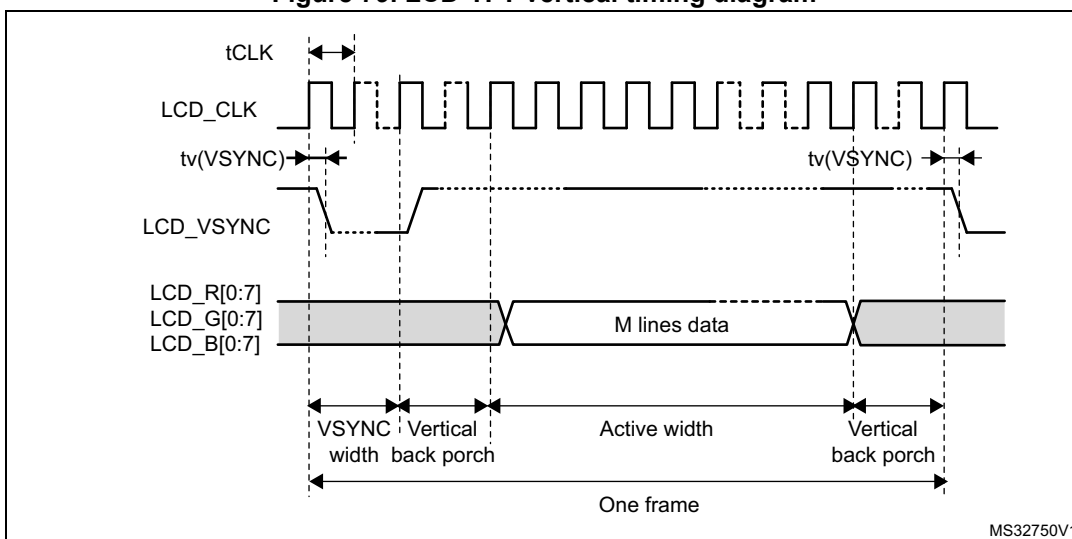 Figure LCD-TFT vertical timing diagram
tCLK
LCD_CLK
tv(VSYNC)
tv(VSYNC)
LCD_VSYNC
LCD_R[0:7]
LCD_G[0:7]
LCD_B[0:7]
M lines data
VSYNC width
Vertical back porch
Active width
Vertical back porch
One frame
MS32750V1